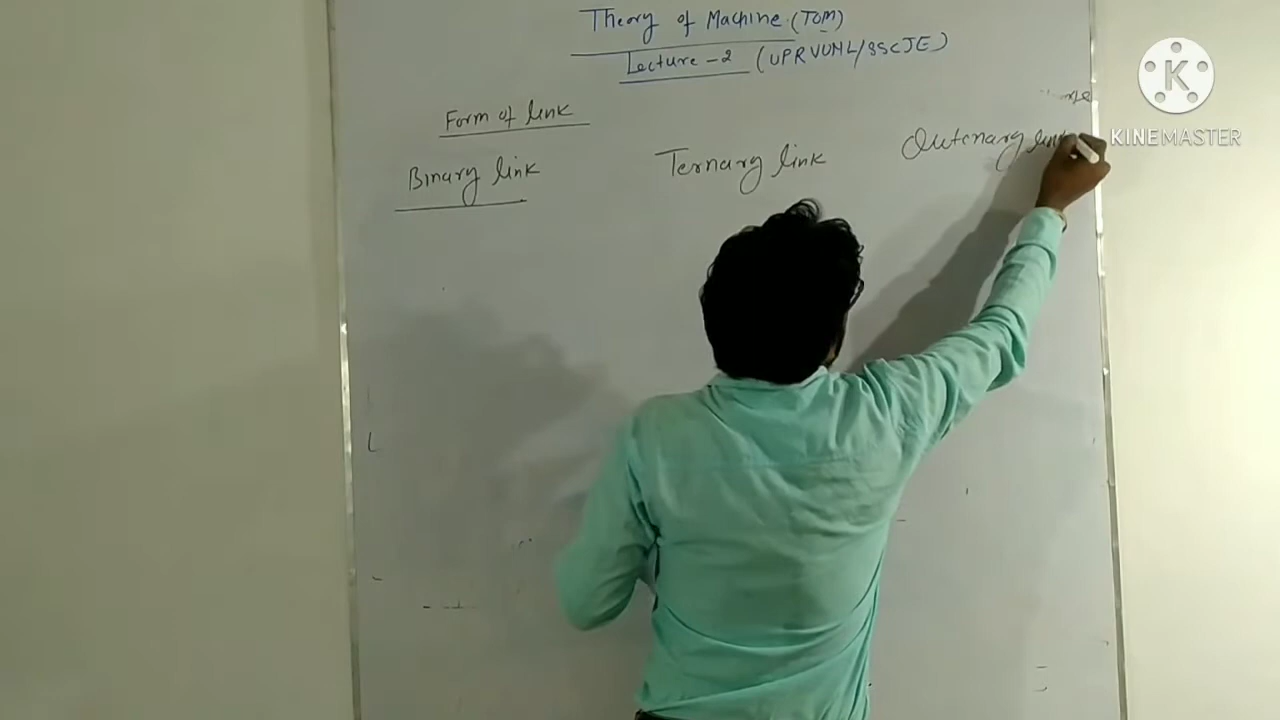 Theory of Machine (TOM)
Lecture - 2 (UPRVUNL/SSCJE)
Form of link
Binary link
Ternary link
Quternary link
KINEMASTER